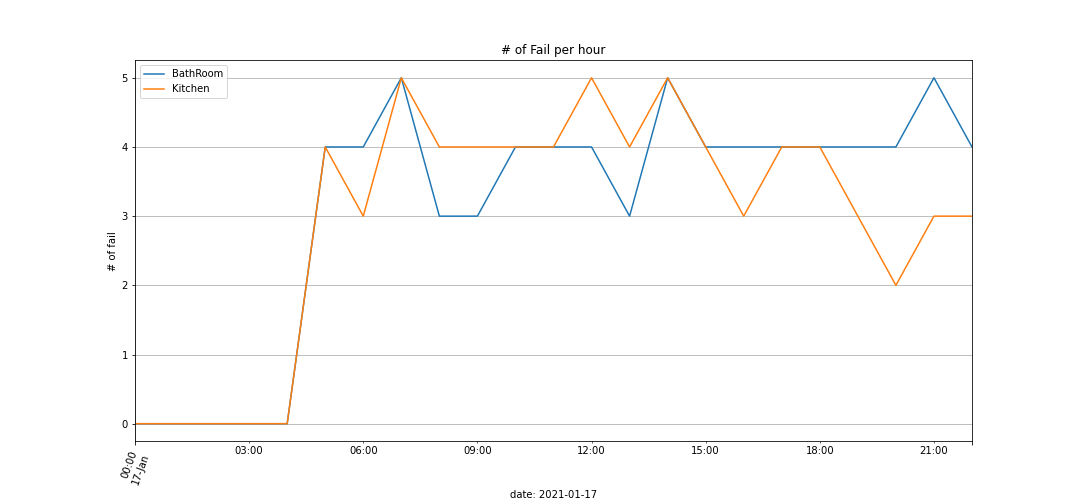 # of Fail per hour
BathRoom
Kitchen
# of fail
5
4
3
2
1
0
00:00
17-Jan
03:00
06:00
09:00
12:00
15:00
18:00
21:00
date: 2021-01-17